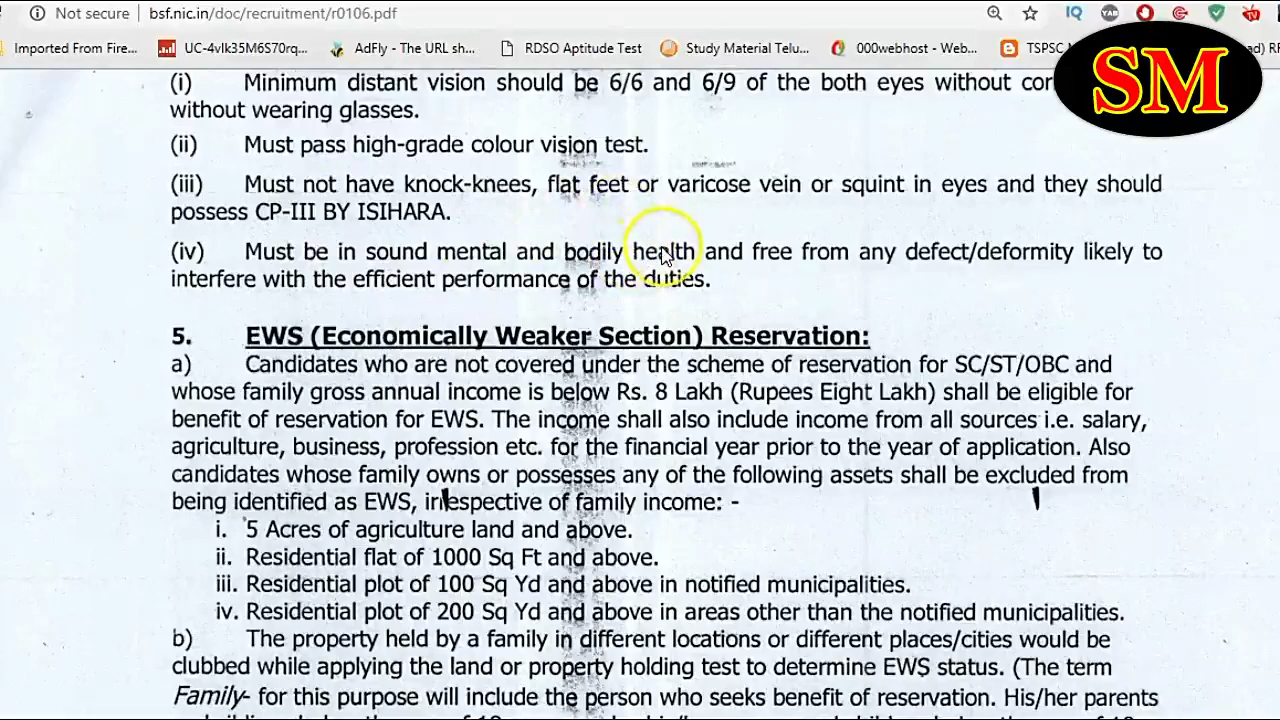 Not secure | bsf.nic.in/doc/recruitment/r0106.pdf
Imported From Fire... UC-4vIk35M6S70rq... AdFly - The URL sh... RDSO Aptitude Test Study Material Telu... 000webhost - Web... TSPSC
SM
(i) Minimum distant vision should be 6/6 and 6/9 of the both eyes without
without wearing glasses.
(ii) Must pass high-grade colour vision test.
(iii) Must not have knock-knees, flat feet or varicose vein or squint in eyes and they should
possess CP-III BY ISIHARA.
(iv) Must be in sound mental and bodily health and free from any defect/deformity likely to
interfere with the efficient performance of the duties.
5. EWS (Economically Weaker Section) Reservation:
a) Candidates who are not covered under the scheme of reservation for SC/ST/OBC and
whose family gross annual income is below Rs. 8 Lakh (Rupees Eight Lakh) shall be eligible for
benefit of reservation for EWS. The income shall also include income from all sources i.e. salary,
agriculture, business, profession etc. for the financial year prior to the year of application. Also
candidates whose family owns or possesses any of the following assets shall be excluded from
being identified as EWS, irrespective of family income: -
i. 5 Acres of agriculture land and above.
ii. Residential flat of 1000 Sq Ft and above.
iii. Residential plot of 100 Sq Yd and above in notified municipalities.
iv. Residential plot of 200 Sq Yd and above in areas other than the notified municipalities.
b) The property held by a family in different locations or different places/cities would be
clubbed while applying the land or property holding test to determine EWS status. (The term
Family- for this purpose will include the person who seeks benefit of reservation. His/her parents